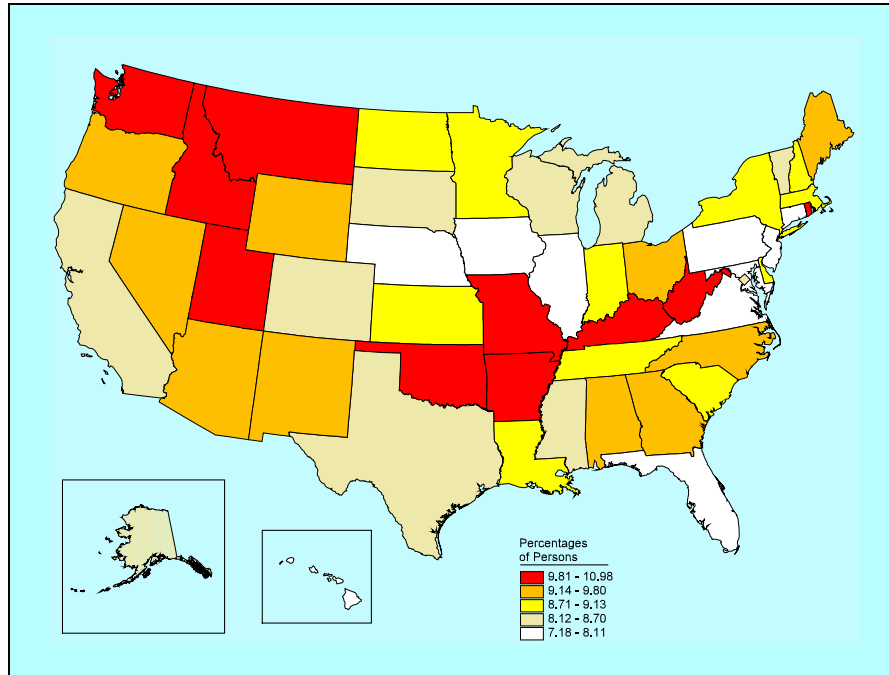 Percentages
of Persons
9.81 - 10.98
9.14 - 9.80
8.71 - 9.13
8.12 - 8.70
7.18 - 8.11